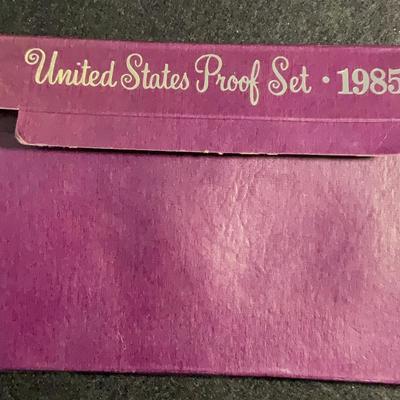 United States Proof Set · 1985